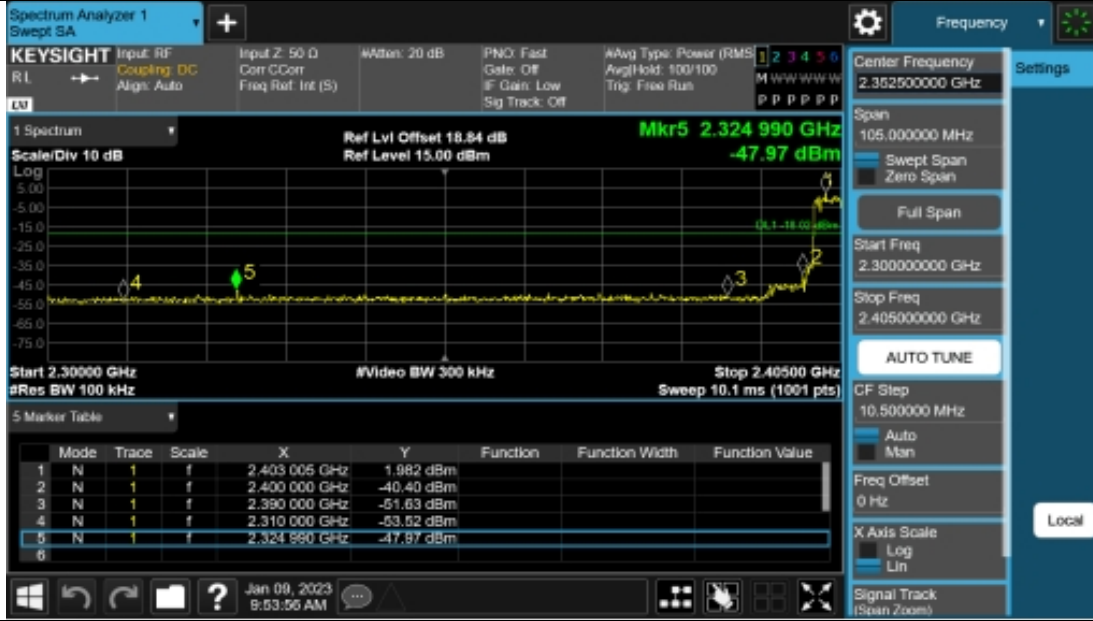 Spectrum Analyzer 1
Swept SA
+
Frequency
KEYSIGHT
RL
LXI
Input: RF
Coupling: DC
Align: Auto
Input Z: 50 Ω
Corr CCorr
Freq Ref: Int (S)
#Atten: 20 dB
PNO: Fast
Gate: Off
IF Gain: Low
Sig Track: Off
#Avg Type: Power (RMS
Avg|Hold: 100/100
Trig: Free Run
1 2 3 4 5 6
M W W W W W
P P P P P P
1 Spectrum
Scale/Div 10 dB
Ref Lvl Offset 18.84 dB
Ref Level 15.00 dBm
Mkr5 2.324 990 GHz
-47.97 dBm
Log
5.00
-5.00
-15.0
-25.0
-35.0
-45.0
-55.0
-65.0
-75.0
DL1 -18.02 dBm
1
2
3
4
5
Start 2.30000 GHz
#Res BW 100 kHz
#Video BW 300 kHz
Stop 2.40500 GHz
Sweep 10.1 ms (1001 pts)
5 Marker Table
Mode Trace Scale X Y Function Function Width Function Value
1 N 1 f 2.403 005 GHz 1.982 dBm
2 N 1 f 2.400 000 GHz -40.40 dBm
3 N 1 f 2.390 000 GHz -51.63 dBm
4 N 1 f 2.310 000 GHz -53.52 dBm
5 N 1 f 2.324 990 GHz -47.97 dBm
6
?
Jan 09, 2023
9:53:56 AM
Center Frequency
2.352500000 GHz
Span
105.000000 MHz
Swept Span
Zero Span
Full Span
Start Freq
2.300000000 GHz
Stop Freq
2.405000000 GHz
AUTO TUNE
CF Step
10.500000 MHz
Auto
Man
Freq Offset
0 Hz
X Axis Scale
Log
Lin
Signal Track
(Span Zoom)
Settings
Local